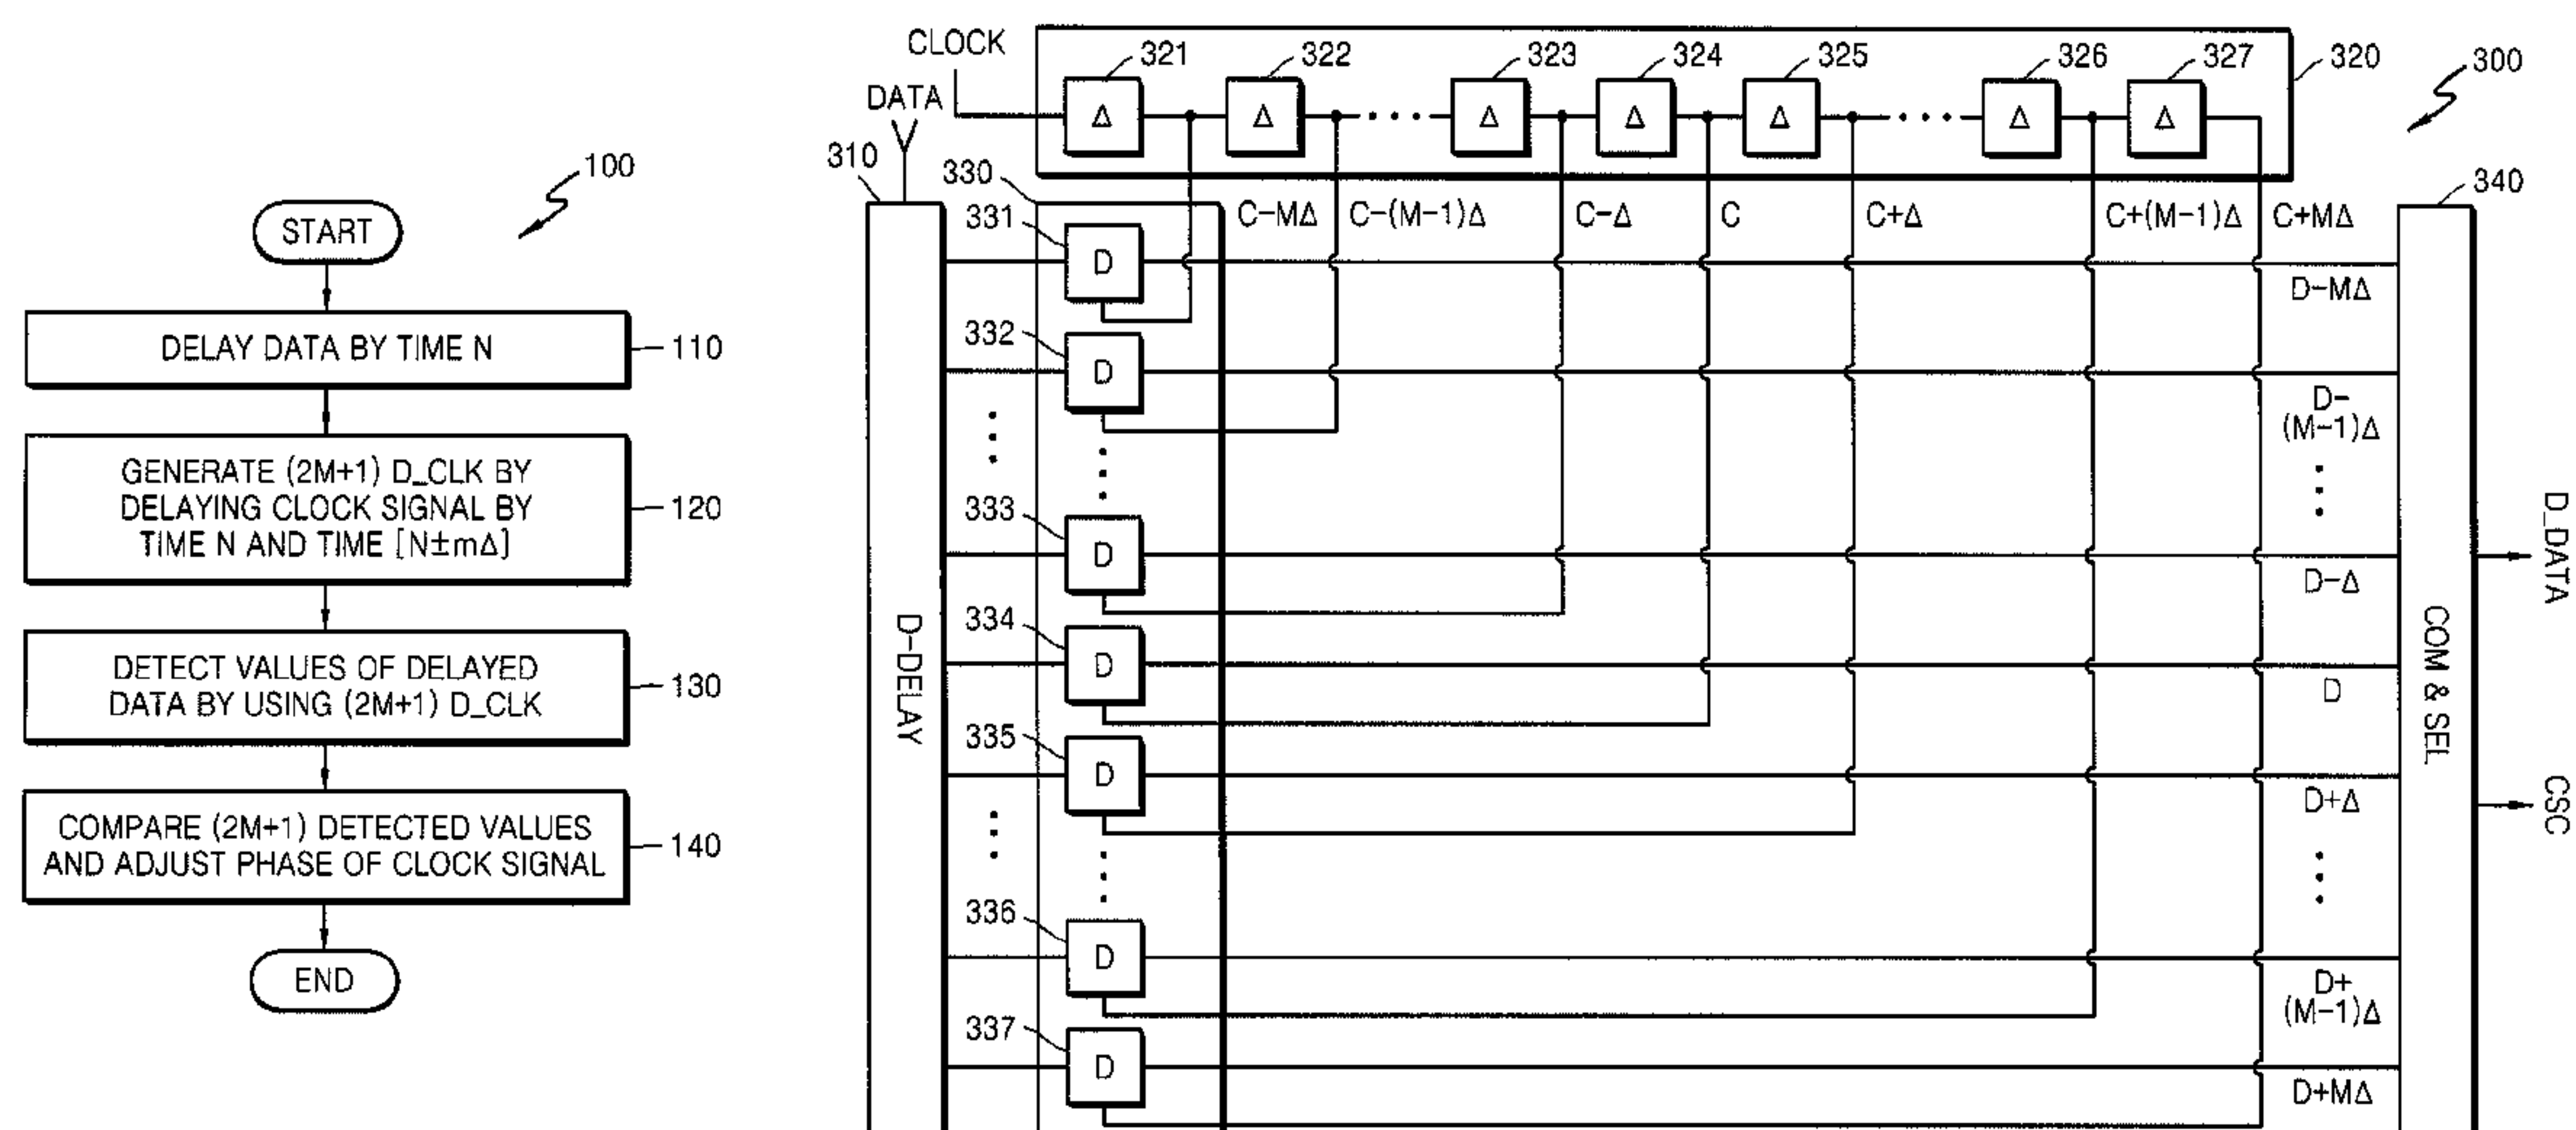 100
START
DELAY DATA BY TIME N
110
GENERATE (2M+1) D_CLK BY
DELAYING CLOCK SIGNAL BY
TIME N AND TIME [N±mΔ]
120
DETECT VALUES OF DELAYED
DATA BY USING (2M+1) D_CLK
130
COMPARE (2M+1) DETECTED VALUES
AND ADJUST PHASE OF CLOCK SIGNAL
140
END
300
CLOCK
DATA
320
321
Δ
322
Δ
323
Δ
324
Δ
325
Δ
326
Δ
327
Δ
310
D-DELAY
330
340
C-MΔ
C-(M-1)Δ
C-Δ
C
C+Δ
C+(M-1)Δ
C+MΔ
331
D
D-MΔ
332
D
D-
(M-1)Δ
333
D
D-Δ
334
D
D
335
D
D+Δ
336
D
D+
(M-1)Δ
337
D
D+MΔ
COM & SEL
D_DATA
CSC